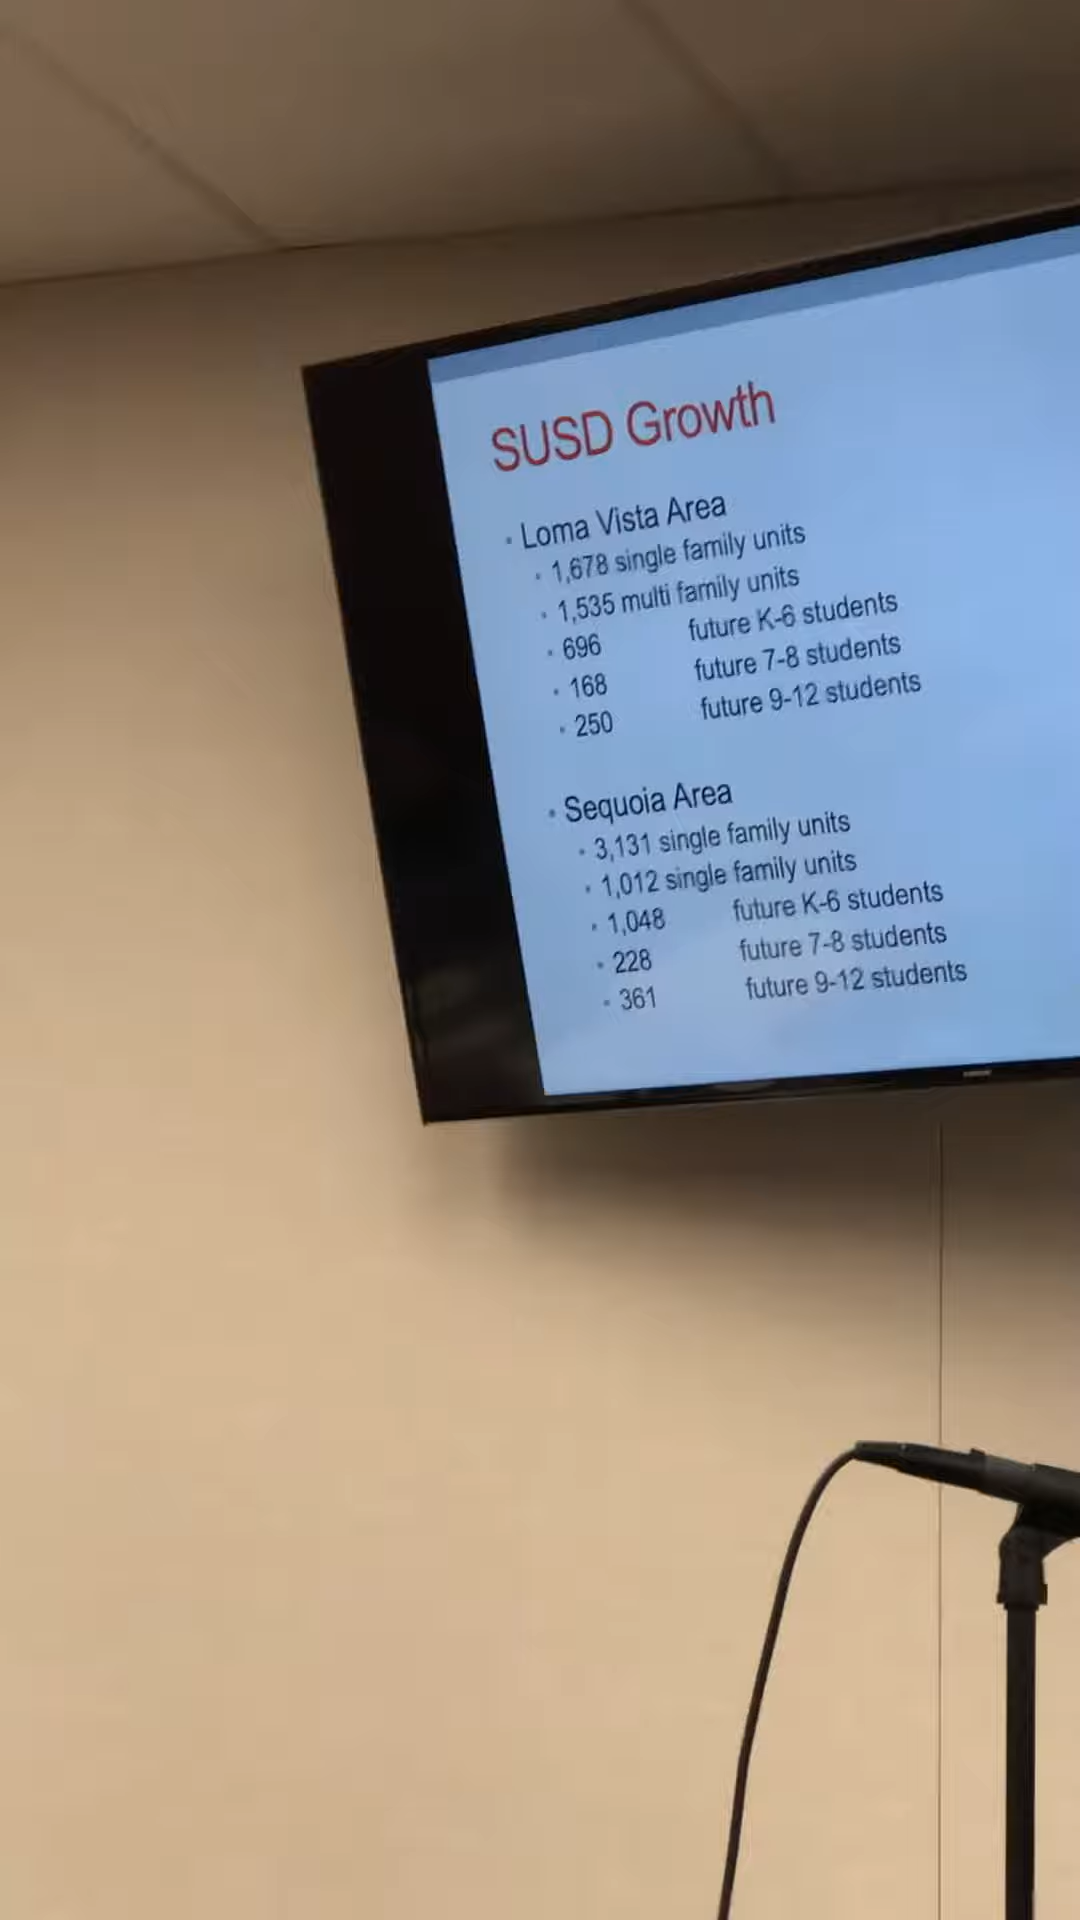 SUSD Growth
Loma Vista Area
1,678 single family units
1,535 multi family units
696 future K-6 students
168 future 7-8 students
250 future 9-12 students
Sequoia Area
3,131 single family units
1,012 single family units
1,048 future K-6 students
228 future 7-8 students
361 future 9-12 students